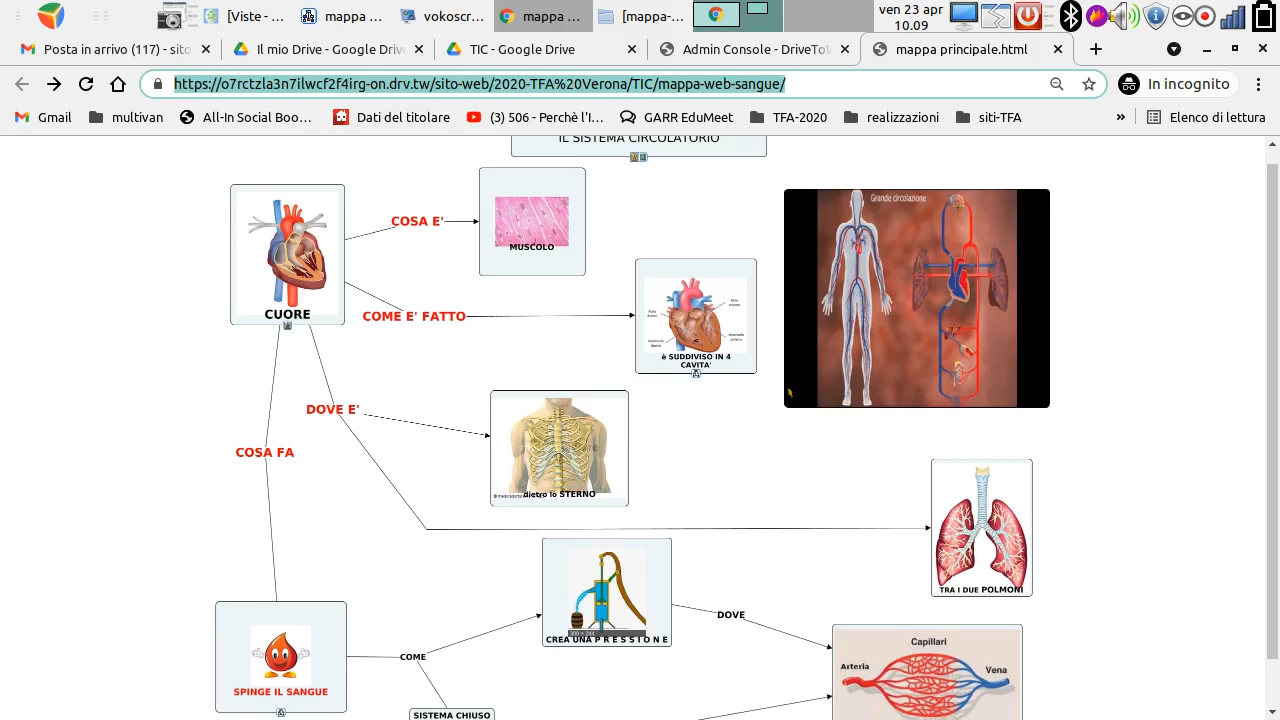 [Viste - ...
mappa ...
vokoscr...
mappa ...
[mappa-...
ven 23 apr
10.09
Posta in arrivo (117) - sito
Il mio Drive - Google Drive
TIC - Google Drive
Admin Console - DriveToW
mappa principale.html
https://o7rctzla3n7ilwcf2f4irg-on.drv.tw/sito-web/2020-TFA%20Verona/TIC/mappa-web-sangue/
In incognito
Gmail
multivan
All-In Social Boo...
Dati del titolare
(3) 506 - Perchè l'I...
GARR EduMeet
TFA-2020
realizzazioni
siti-TFA
»
Elenco di lettura
IL SISTEMA CIRCOLATORIO
CUORE
COSA E'
MUSCOLO
COME E' FATTO
è SUDDIVISO IN 4
CAVITA'
Grande circolazione
DOVE E'
dietro lo STERNO
COSA FA
TRA I DUE POLMONI
SPINGE IL SANGUE
COME
300 × 244
CREA UNA P R E S S I O N E
DOVE
Capillari
Arteria
Vena
SISTEMA CHIUSO